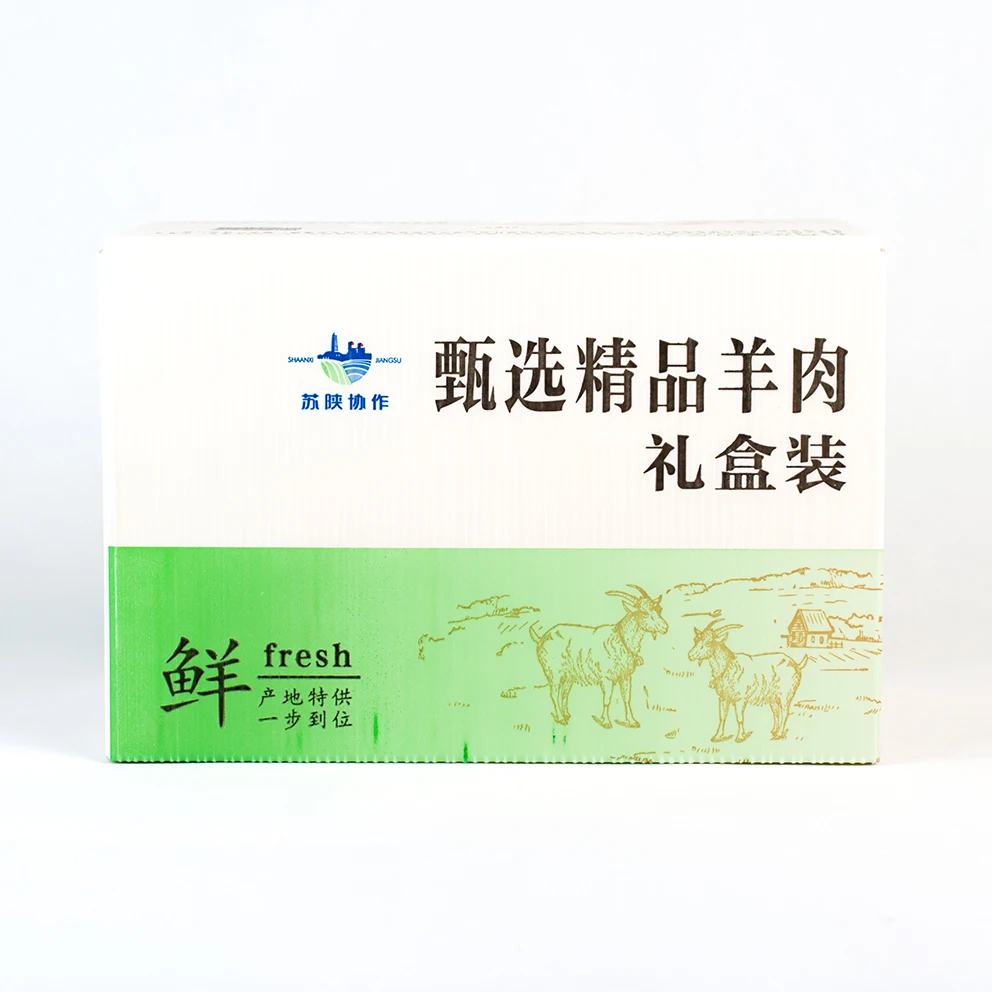 SHAANXI JIANGSU
苏陕协作
甄选精品羊肉
礼盒装
鲜
fresh
产地特供
一步到位